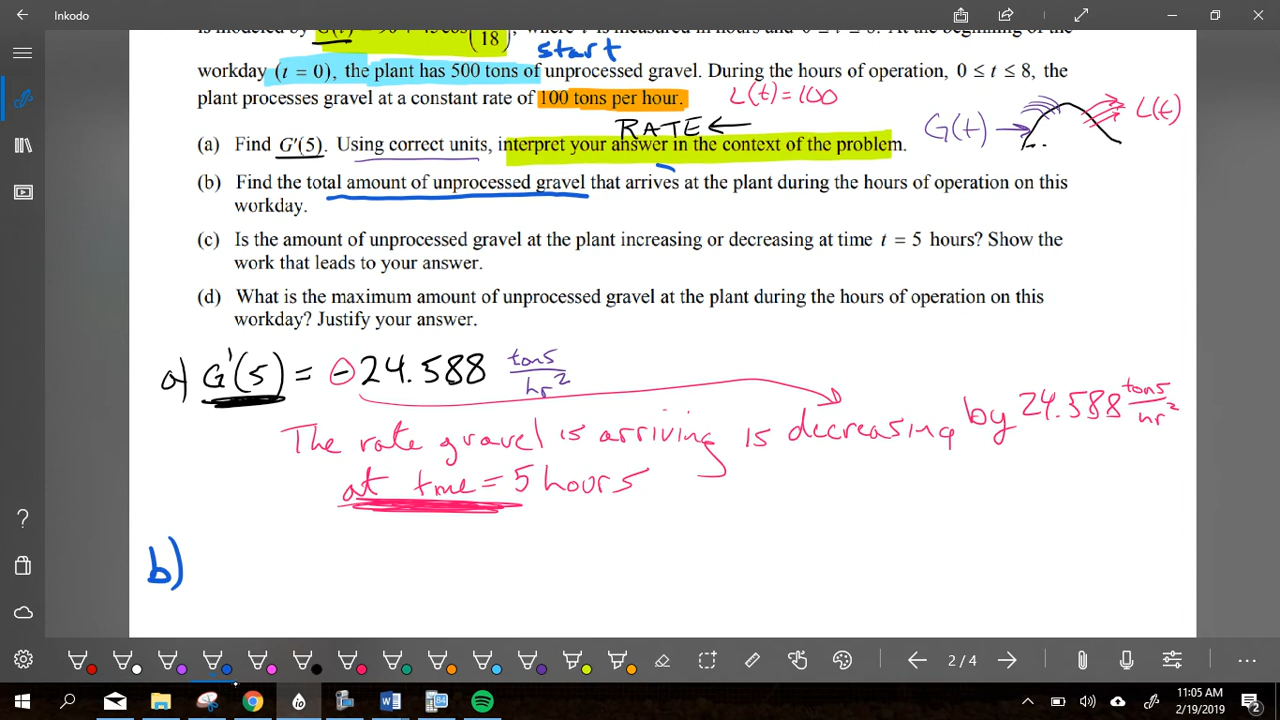 Inkodo
workday (t = 0), the plant has 500 tons of unprocessed gravel. During the hours of operation, 0 ≤ t ≤ 8, the
start
plant processes gravel at a constant rate of 100 tons per hour.
L(t) = 100
RATE ←
G(t) →
L(t)
(a) Find G′(5). Using correct units, interpret your answer in the context of the problem.
(b) Find the total amount of unprocessed gravel that arrives at the plant during the hours of operation on this
workday.
(c) Is the amount of unprocessed gravel at the plant increasing or decreasing at time t = 5 hours? Show the
work that leads to your answer.
(d) What is the maximum amount of unprocessed gravel at the plant during the hours of operation on this
workday? Justify your answer.
a) G'(5) = -24.588 tons/hr²
The rate gravel is arriving is decreasing by 24.588 tons/hr²
at time = 5 hours
b)
2 / 4
11:05 AM
2/19/2019